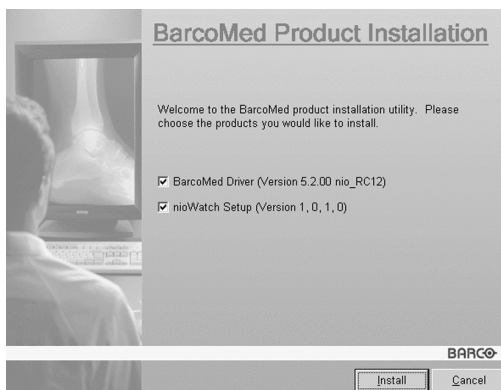 BarcoMed Product Installation
Welcome to the BarcoMed product installation utility.  Please
choose the products you would like to install.
BarcoMed Driver (Version 5.2.00 nio_RC12)
nioWatch Setup (Version 1, 0, 1, 0)
BARCO
Install
Cancel